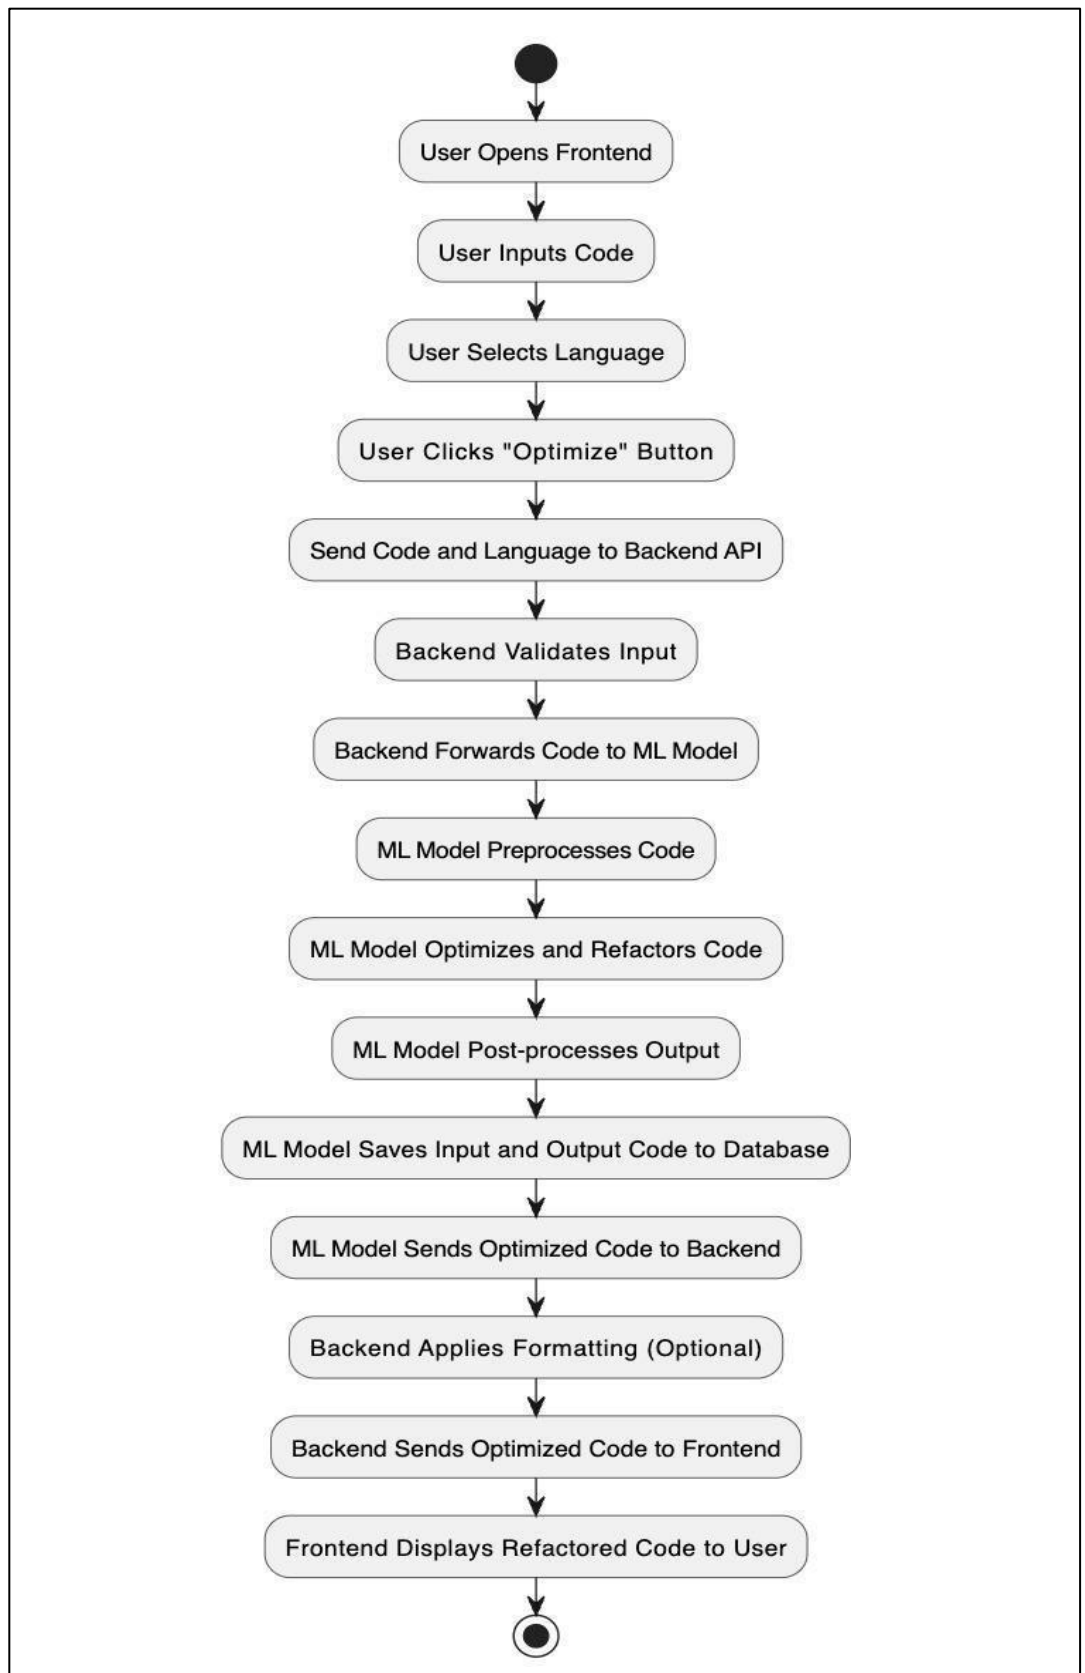 User Opens Frontend
User Inputs Code
User Selects Language
User Clicks "Optimize" Button
Send Code and Language to Backend API
Backend Validates Input
Backend Forwards Code to ML Model
ML Model Preprocesses Code
ML Model Optimizes and Refactors Code
ML Model Post-processes Output
ML Model Saves Input and Output Code to Database
ML Model Sends Optimized Code to Backend
Backend Applies Formatting (Optional)
Backend Sends Optimized Code to Frontend
Frontend Displays Refactored Code to User